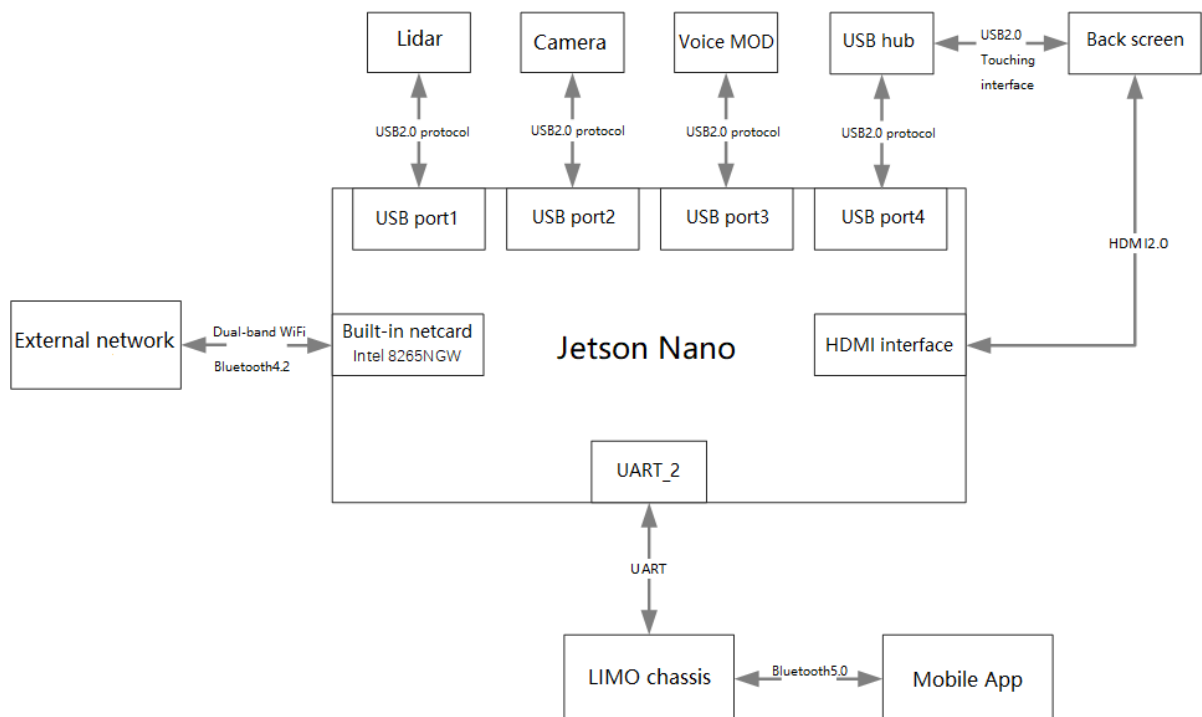 Lidar
Camera
Voice MOD
USB hub
USB2.0
Touching
interface
Back screen
USB2.0 protocol
USB2.0 protocol
USB2.0 protocol
USB2.0 protocol
USB port1
USB port2
USB port3
USB port4
HDMI2.0
External network
Dual-band WiFi
Bluetooth4.2
Built-in netcard
Intel 8265NGW
Jetson Nano
HDMI interface
UART_2
UART
LIMO chassis
Bluetooth5.0
Mobile App